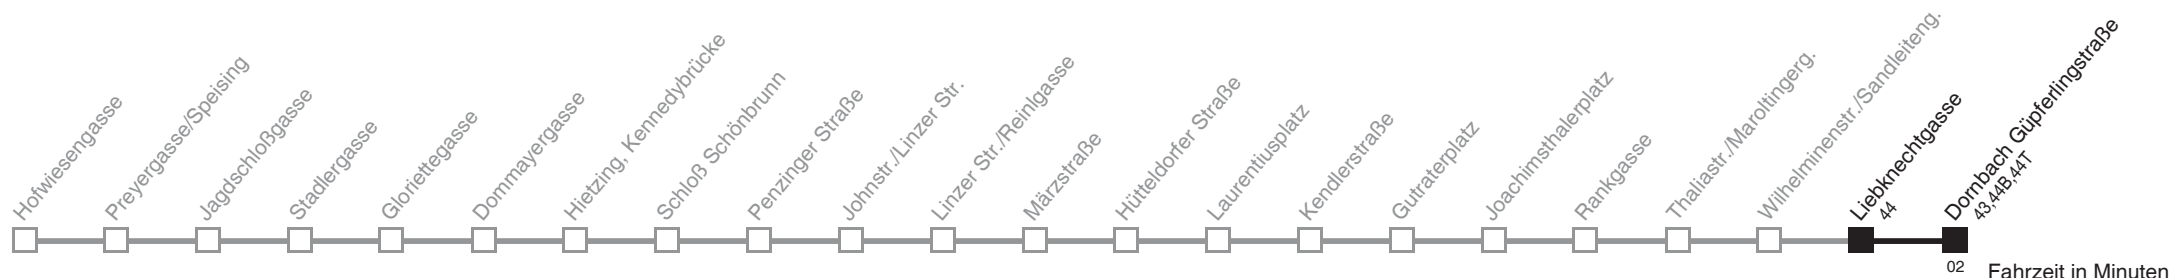 Hofwiesengasse
Preyergasse/Speising
Jagdschloßgasse
Stadlergasse
Gloriettegasse
Dommayergasse
Hietzing, Kennedybrücke
Schloß Schönbrunn
Penzinger Straße
Johnstr./Linzer Str.
Linzer Str./Reinlgasse
Märzstraße
Hütteldorfer Straße
Laurentiusplatz
Kendlerstraße
Gutraterplatz
Joachimsthalerplatz
Rankgasse
Thaliastr./Maroltingerg.
Wilhelminenstr./Sandleiteng.
Liebknechtgasse
44
Dornbach Güpferlingstraße
43,44B,44T
02
Fahrzeit in Minuten